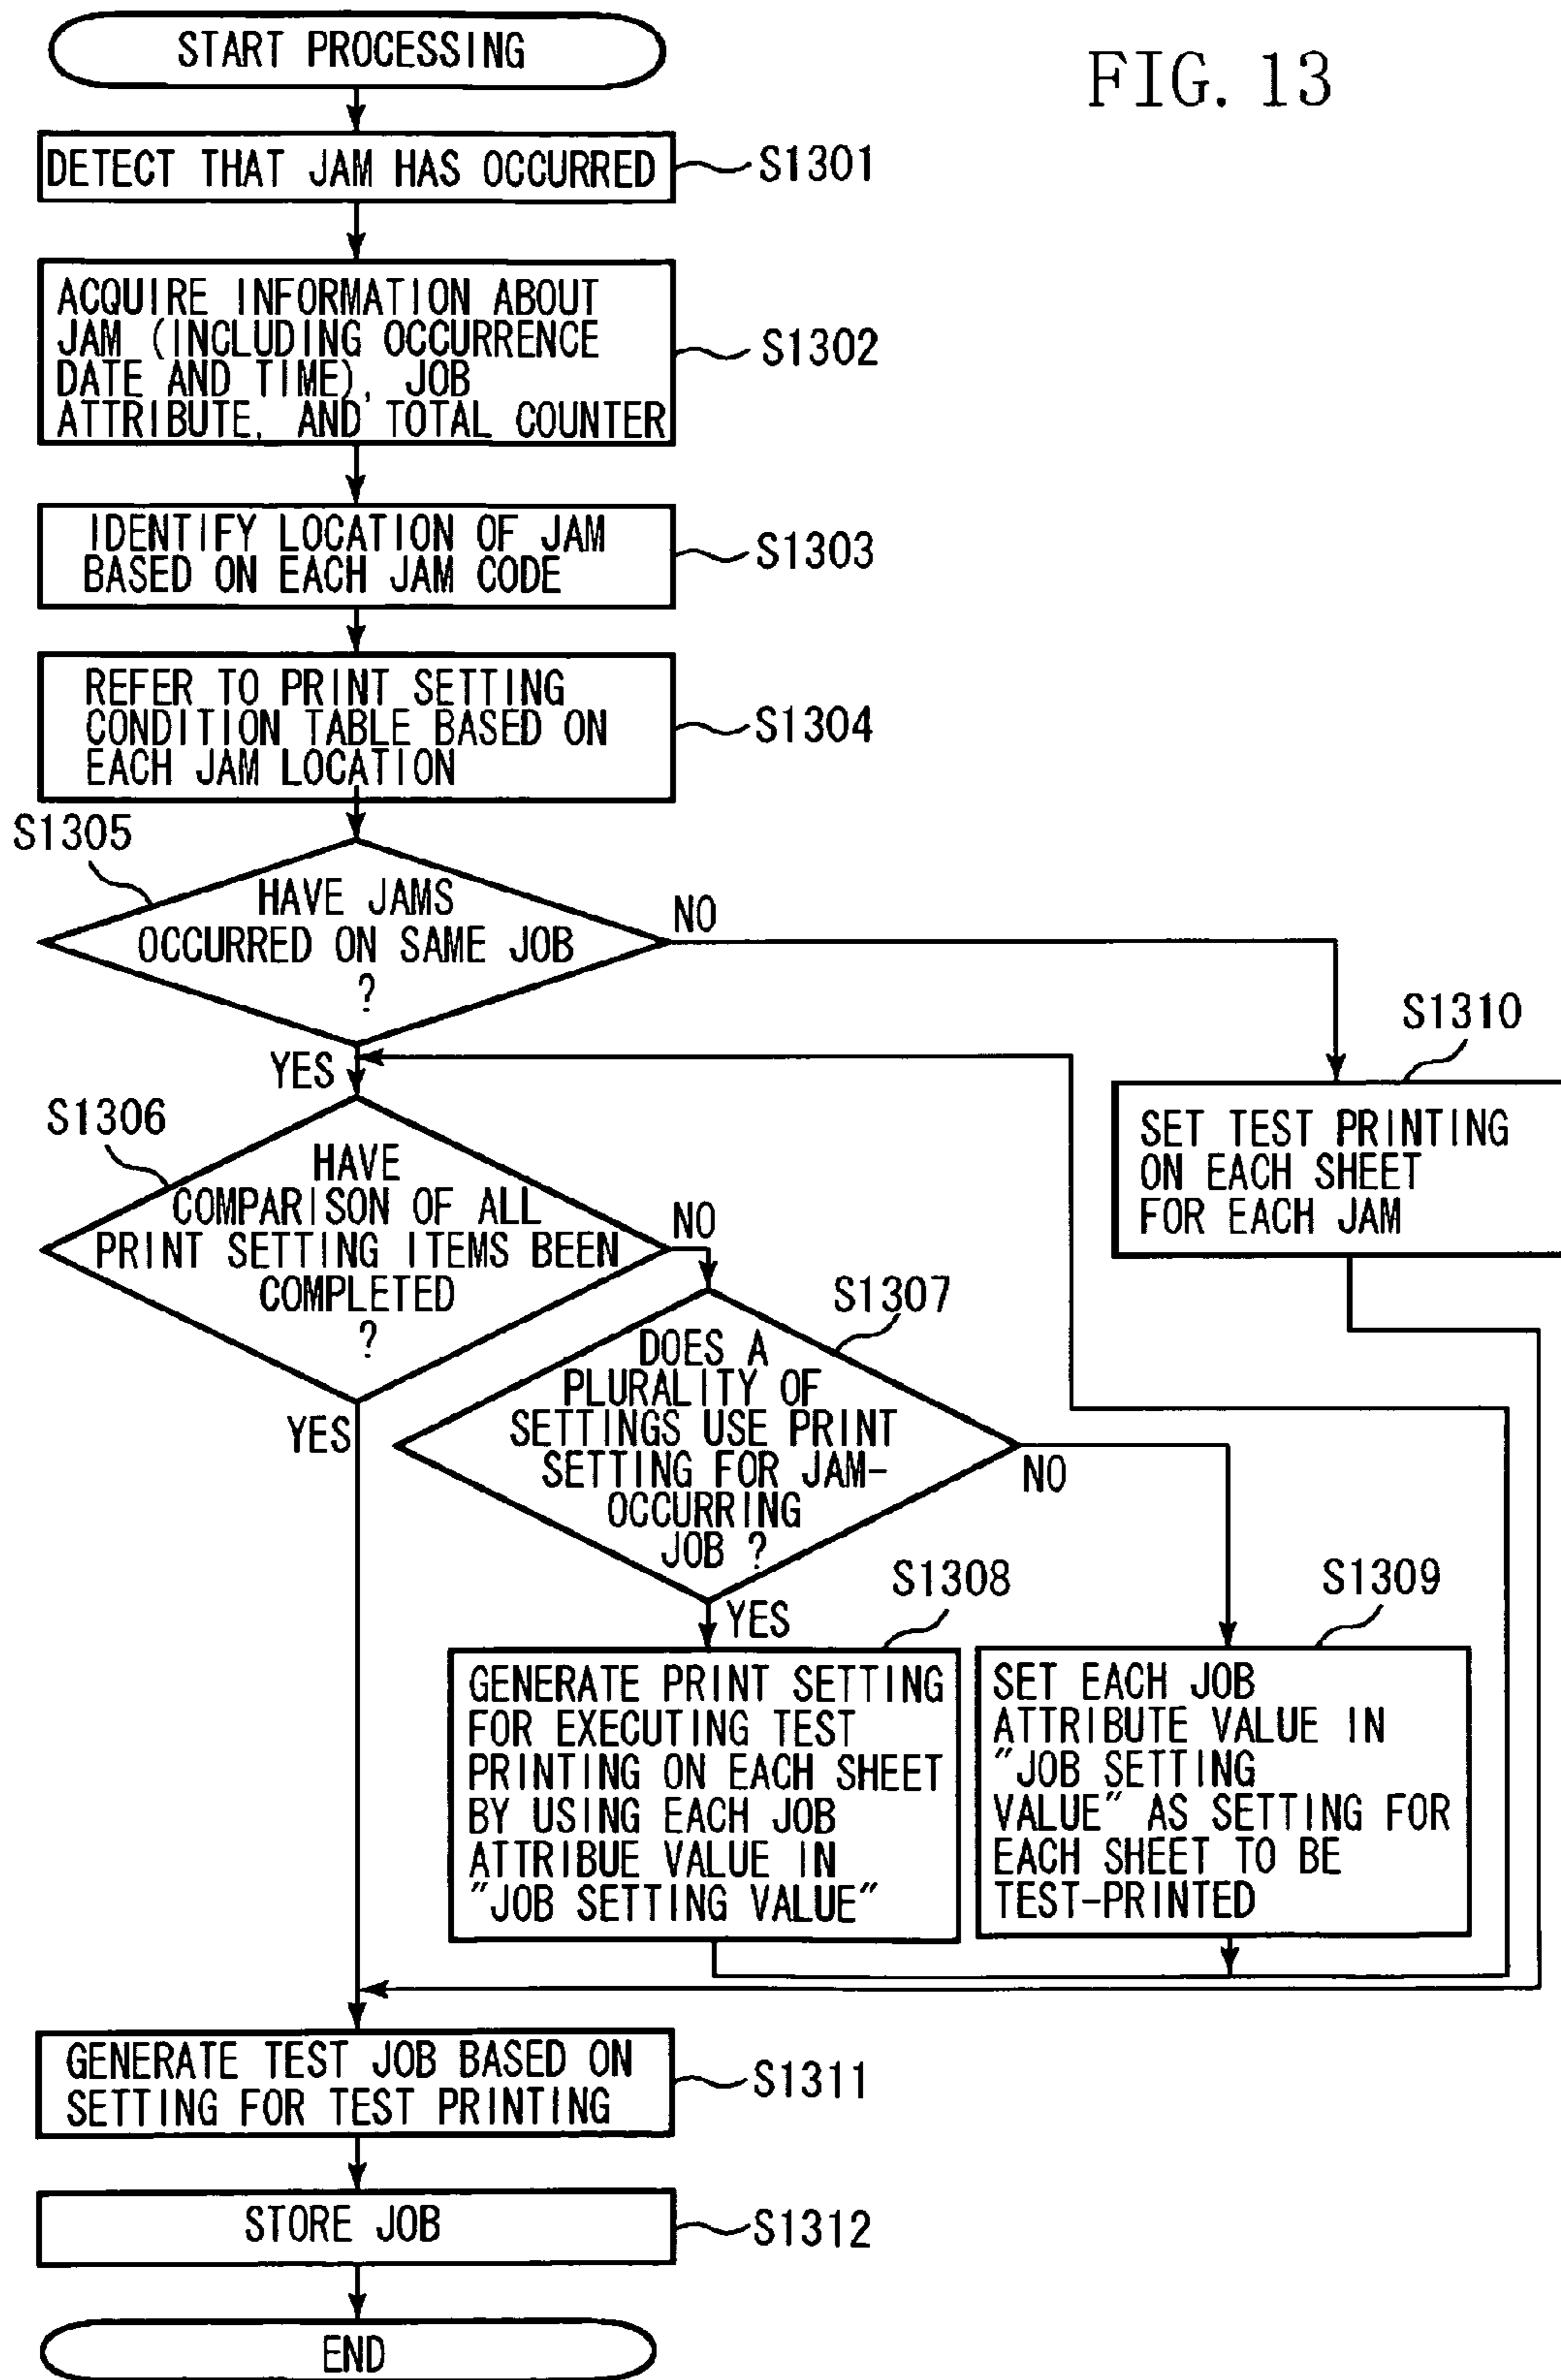 START PROCESSING
FIG. 13
DETECT THAT JAM HAS OCCURRED
S1301
ACQUIRE INFORMATION ABOUT
JAM (INCLUDING OCCURRENCE
DATE AND TIME), JOB
ATTRIBUTE, AND TOTAL COUNTER
S1302
IDENTIFY LOCATION OF JAM
BASED ON EACH JAM CODE
S1303
REFER TO PRINT SETTING
CONDITION TABLE BASED ON
EACH JAM LOCATION
S1304
S1305
HAVE JAMS
OCCURRED ON SAME JOB
?
NO
YES
S1310
SET TEST PRINTING
ON EACH SHEET
FOR EACH JAM
S1306
HAVE
COMPARISON OF ALL
PRINT SETTING ITEMS BEEN
COMPLETED
?
NO
YES
S1307
DOES A
PLURALITY OF
SETTINGS USE PRINT
SETTING FOR JAM-
OCCURRING
JOB ?
NO
YES
S1308
GENERATE PRINT SETTING
FOR EXECUTING TEST
PRINTING ON EACH SHEET
BY USING EACH JOB
ATTRIBUE VALUE IN
"JOB SETTING VALUE"
S1309
SET EACH JOB
ATTRIBUTE VALUE IN
"JOB SETTING
VALUE" AS SETTING FOR
EACH SHEET TO BE
TEST-PRINTED
GENERATE TEST JOB BASED ON
SETTING FOR TEST PRINTING
S1311
STORE JOB
S1312
END